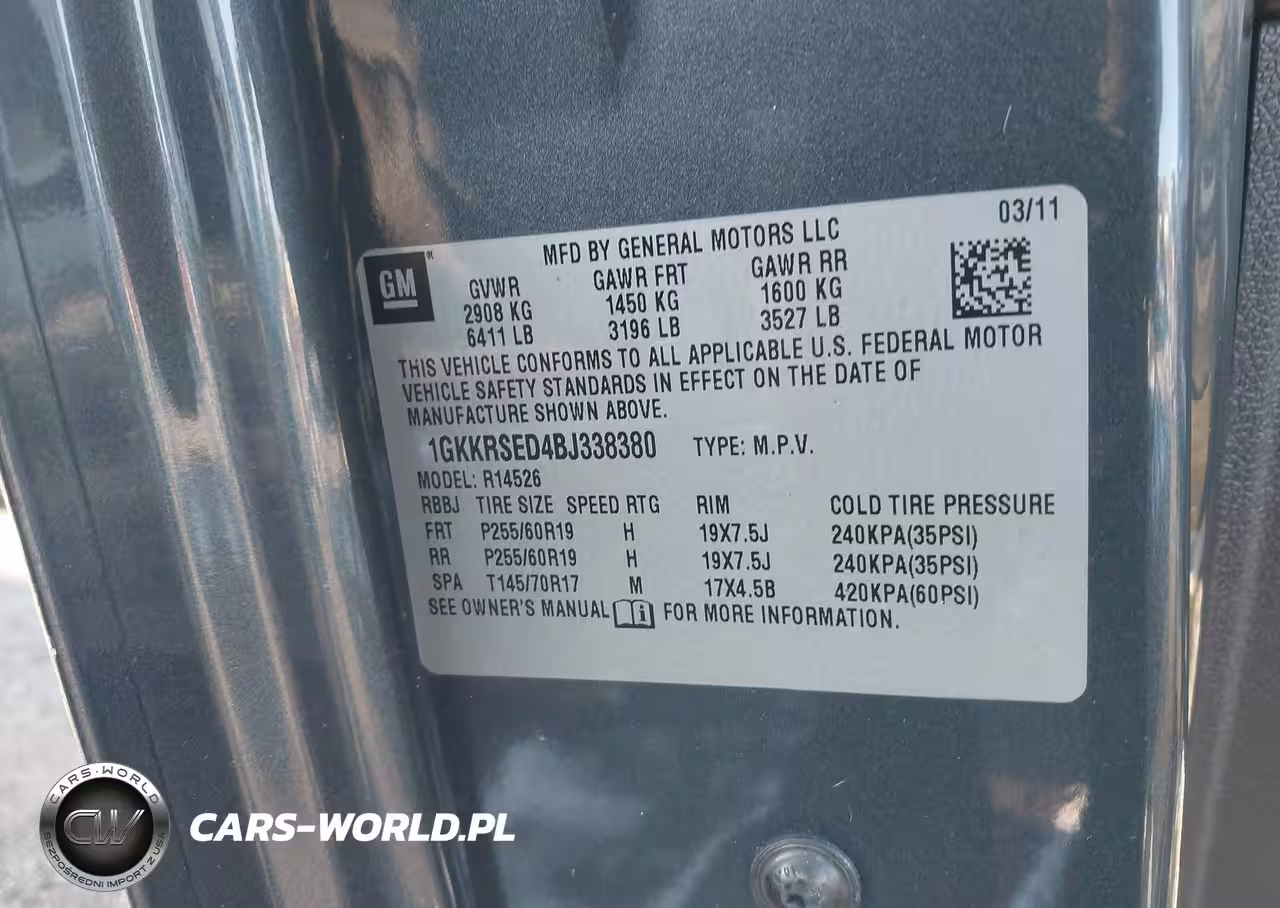 03/11
MFD BY GENERAL MOTORS LLC
GM
GVWR GAWR FRT GAWR RR
2908 KG 1450 KG 1600 KG
6411 LB 3196 LB 3527 LB
THIS VEHICLE CONFORMS TO ALL APPLICABLE U.S. FEDERAL MOTOR
VEHICLE SAFETY STANDARDS IN EFFECT ON THE DATE OF
MANUFACTURE SHOWN ABOVE.
1GKKRSED4BJ338380 TYPE: M.P.V.
MODEL: R14526
RBBJ TIRE SIZE SPEED RTG RIM COLD TIRE PRESSURE
FRT P255/60R19 H 19X7.5J 240KPA(35PSI)
RR P255/60R19 H 19X7.5J 240KPA(35PSI)
SPA T145/70R17 M 17X4.5B 420KPA(60PSI)
SEE OWNER'S MANUAL FOR MORE INFORMATION.
CARS-WORLD
CW
BEZPOŚREDNI IMPORT Z USA
CARS-WORLD.PL